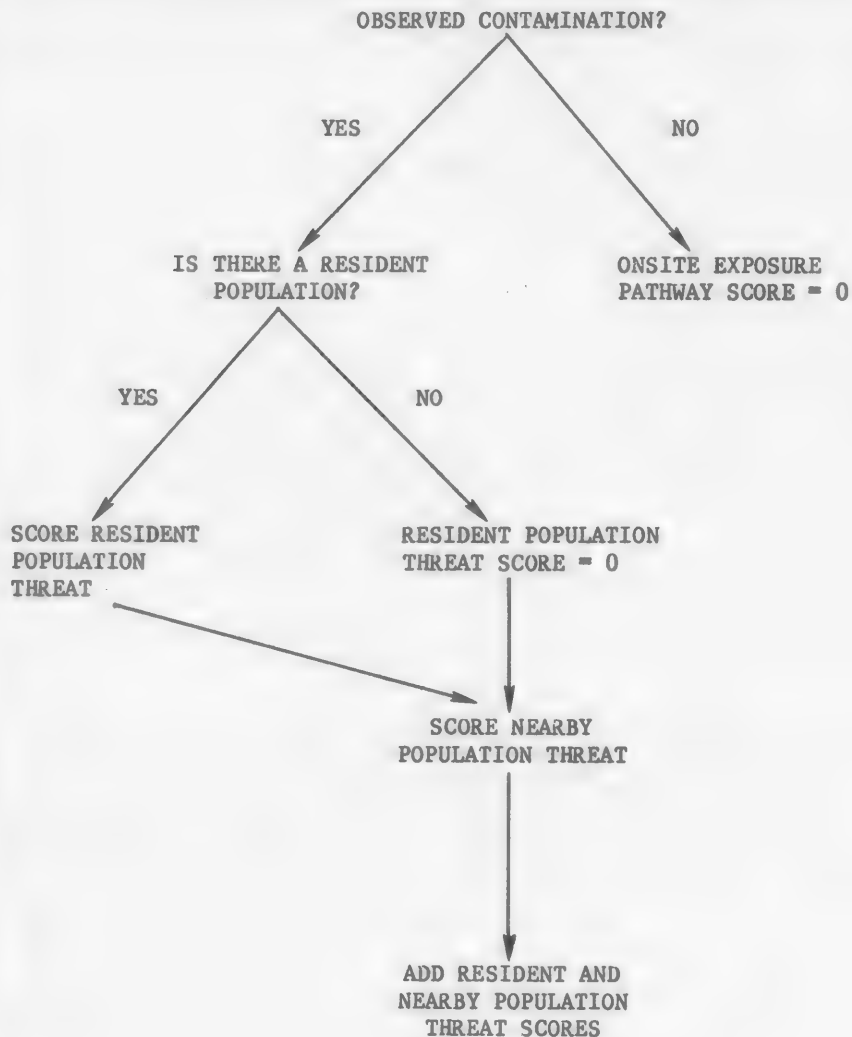 OBSERVED CONTAMINATION?
YES
NO
IS THERE A RESIDENT
POPULATION?
ONSITE EXPOSURE
PATHWAY SCORE = 0
YES
NO
SCORE RESIDENT
POPULATION
THREAT
RESIDENT POPULATION
THREAT SCORE = 0
SCORE NEARBY
POPULATION THREAT
ADD RESIDENT AND
NEARBY POPULATION
THREAT SCORES